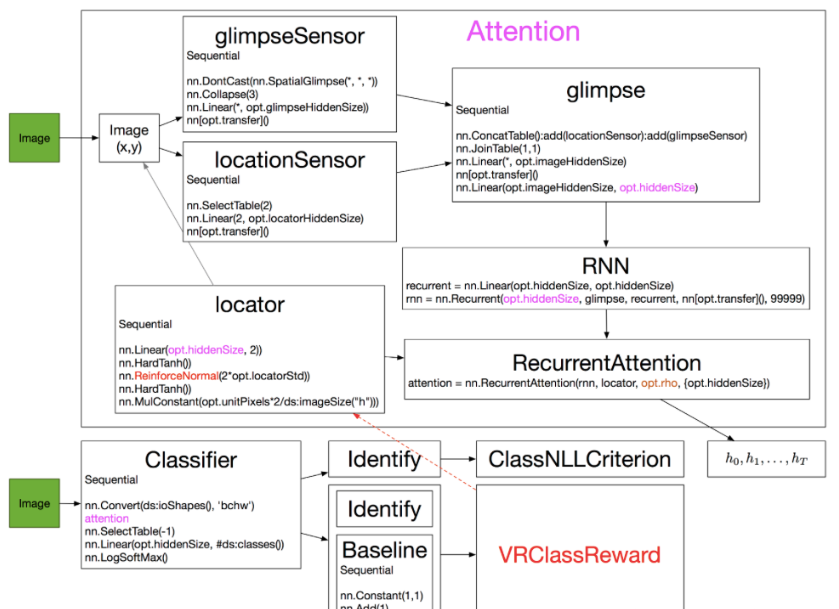 Attention
glimpseSensor
Sequential
nn.DontCast(nn.SpatialGlimpse(*, *, *))
nn.Collapse(3)
nn.Linear(*, opt.glimpseHiddenSize))
nn[opt.transfer]()
Image
Image
(x,y)
locationSensor
Sequential
nn.SelectTable(2)
nn.Linear(2, opt.locatorHiddenSize)
nn[opt.transfer]()
glimpse
Sequential
nn.ConcatTable():add(locationSensor):add(glimpseSensor)
nn.JoinTable(1,1)
nn.Linear(*, opt.imageHiddenSize)
nn[opt.transfer]()
nn.Linear(opt.imageHiddenSize, opt.hiddenSize)
RNN
recurrent = nn.Linear(opt.hiddenSize, opt.hiddenSize)
rnn = nn.Recurrent(opt.hiddenSize, glimpse, recurrent, nn[opt.transfer](), 99999)
locator
Sequential
nn.Linear(opt.hiddenSize, 2))
nn.HardTanh())
nn.ReinforceNormal(2*opt.locatorStd))
nn.HardTanh())
nn.MulConstant(opt.unitPixels*2/ds:imageSize("h")))
RecurrentAttention
attention = nn.RecurrentAttention(rnn, locator, opt.rho, {opt.hiddenSize})
h₀, h₁, . . . , h_T
Image
Classifier
Sequential
nn.Convert(ds:ioShapes(), 'bchw')
attention
nn.SelectTable(-1)
nn.Linear(opt.hiddenSize, #ds:classes())
nn.LogSoftMax()
Identify
ClassNLLCriterion
Identify
Baseline
Sequential
nn.Constant(1,1)
nn.Add(1)
VRClassReward